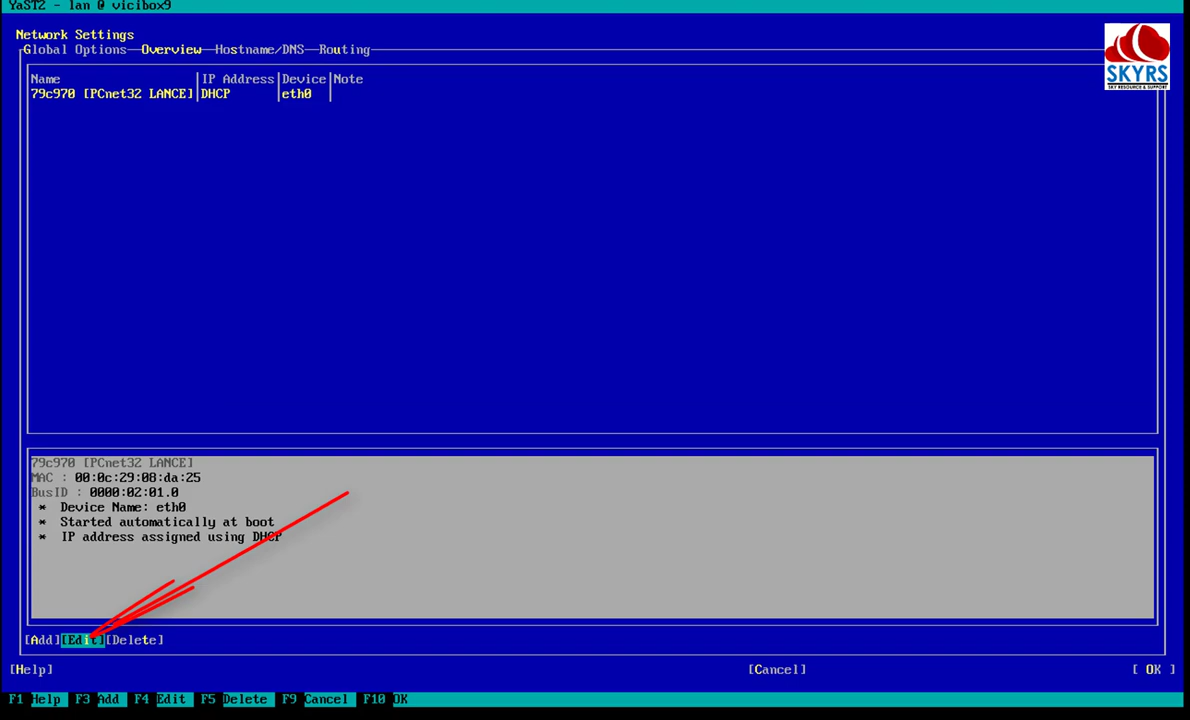 YaST2 - lan @ vicibox9
Network Settings
Global Options—Overview—Hostname/DNS—Routing
SKYRS
SKY RESOURCE & SUPPORT
Name |IP Address|Device|Note
79c970 [PCnet32 LANCE]|DHCP |eth0 |
79c970 [PCnet32 LANCE]
MAC : 00:0c:29:08:da:25
BusID : 0000:02:01.0
* Device Name: eth0
* Started automatically at boot
* IP address assigned using DHCP
[Add][Edit][Delete]
[Help] [Cancel] [ OK ]
F1 Help F3 Add F4 Edit F5 Delete F9 Cancel F10 OK